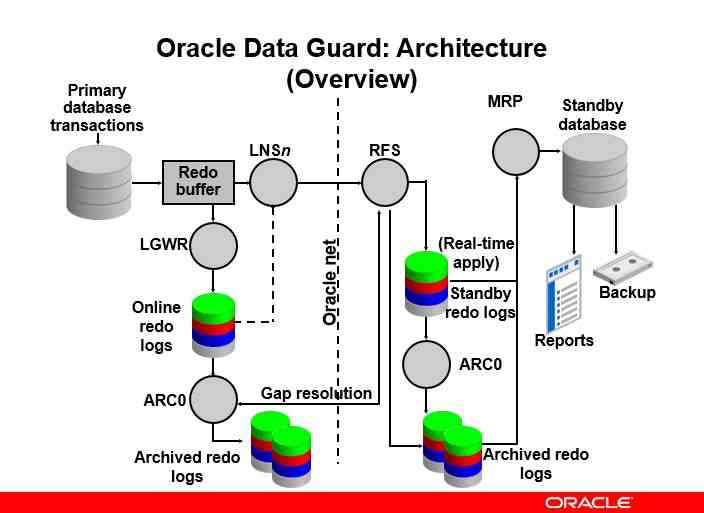 Oracle Data Guard: Architecture
(Overview)
Primary
database
transactions
MRP
Standby
database
LNSn
RFS
Redo
buffer
LGWR
Oracle net
(Real-time
apply)
Online
redo
logs
Standby
redo logs
Backup
Reports
ARC0
ARC0
Gap resolution
Archived redo
logs
Archived redo
logs
ORACLE